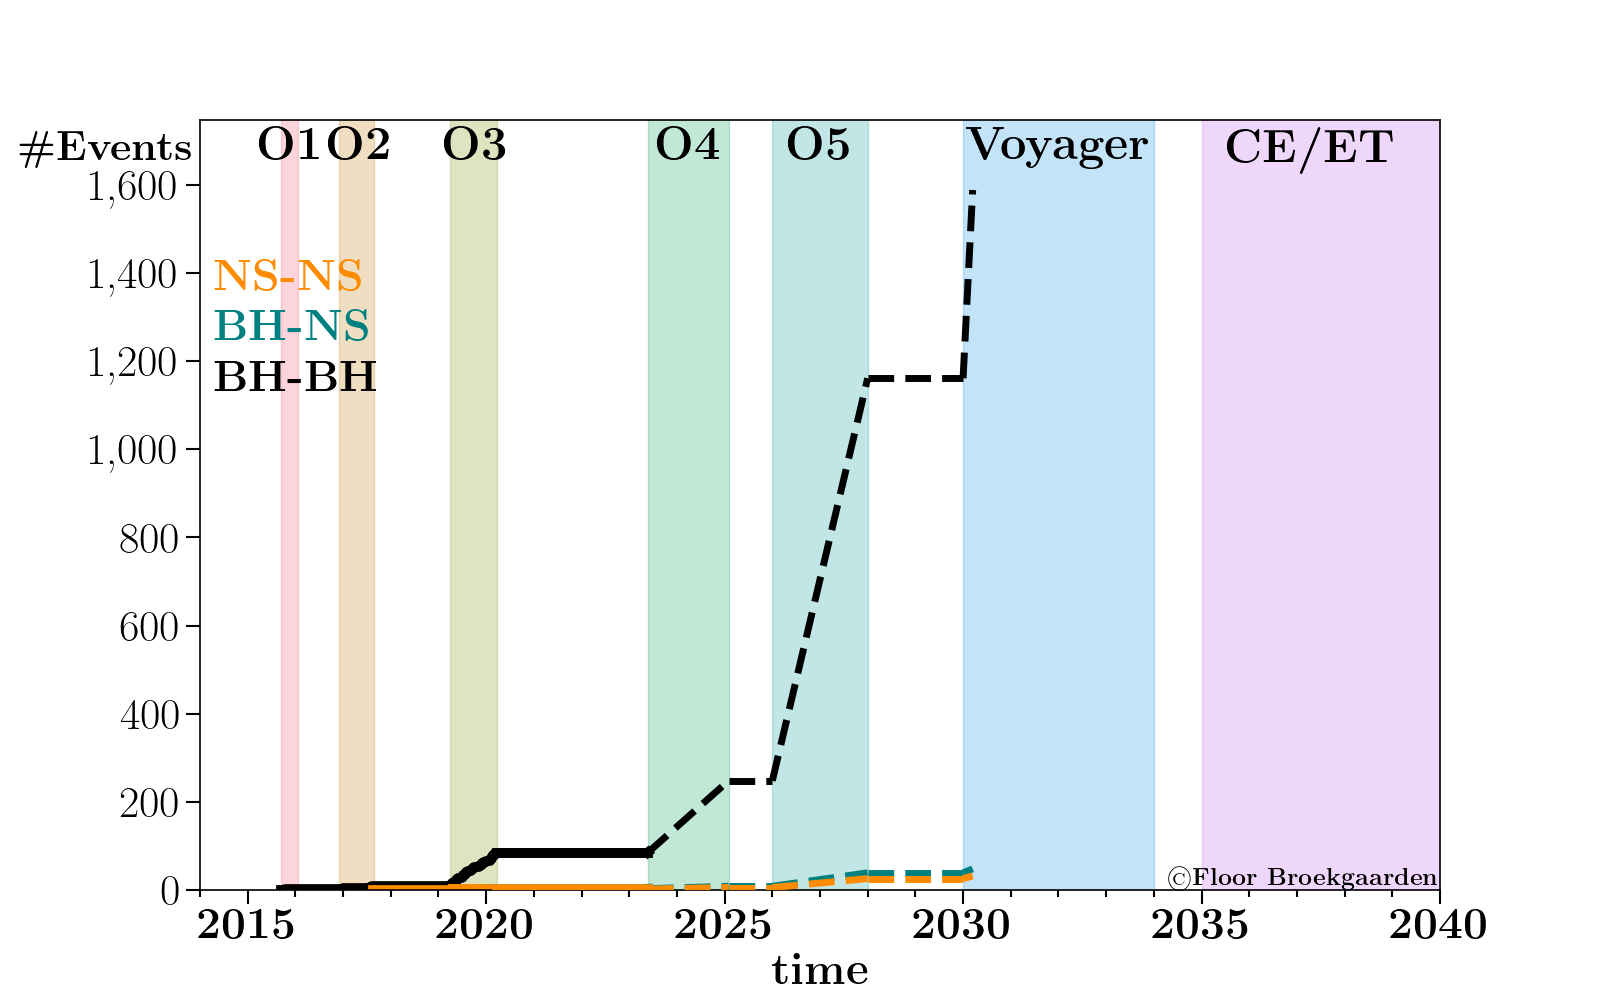 #Events
O1 O2 O3 O4 O5 Voyager CE/ET
1,600
1,400
1,200
1,000
800
600
400
200
0
NS-NS
BH-NS
BH-BH
©Floor Broekgaarden
2015 2020 2025 2030 2035 2040
time